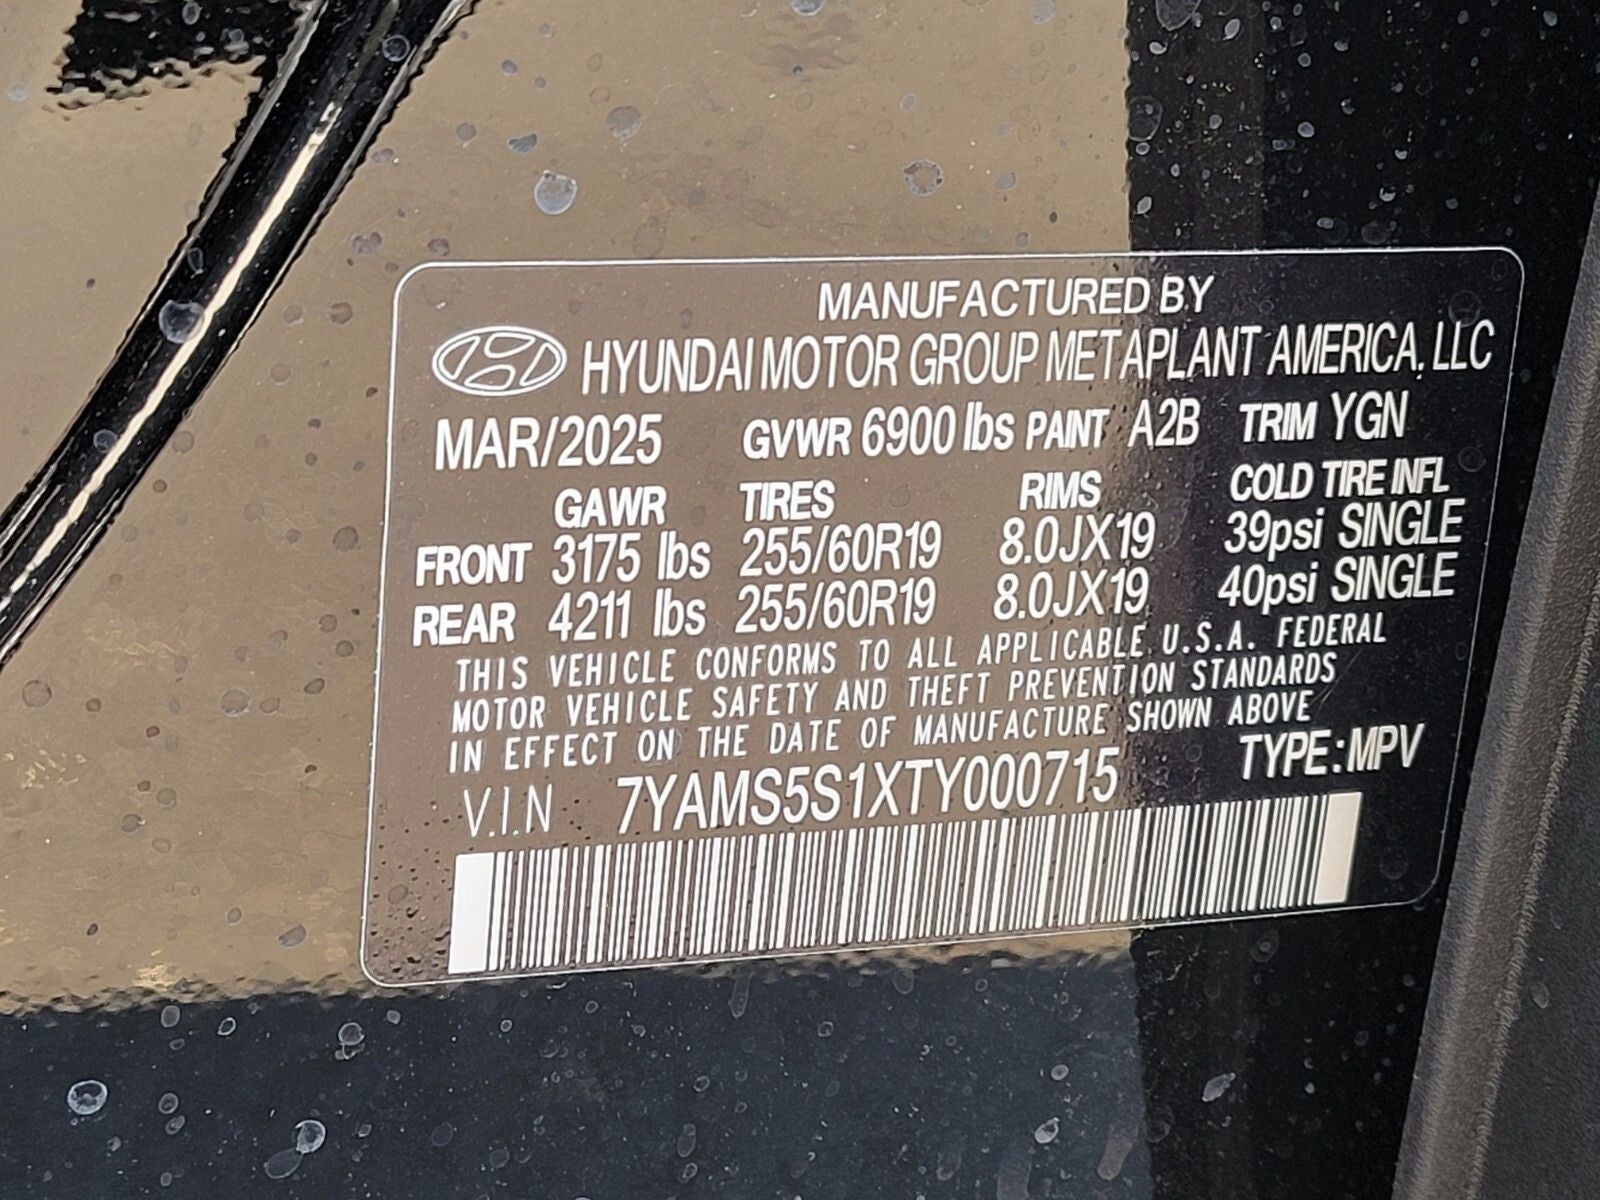 MANUFACTURED BY
HYUNDAI MOTOR GROUP METAPLANT AMERICA, LLC
MAR/2025 GVWR 6900 lbs PAINT A2B TRIM YGN
GAWR TIRES RIMS COLD TIRE INFL
FRONT 3175 lbs 255/60R19 8.0JX19 39psi SINGLE
REAR 4211 lbs 255/60R19 8.0JX19 40psi SINGLE
THIS VEHICLE CONFORMS TO ALL APPLICABLE U.S.A. FEDERAL
MOTOR VEHICLE SAFETY AND THEFT PREVENTION STANDARDS
IN EFFECT ON THE DATE OF MANUFACTURE SHOWN ABOVE
V.I.N 7YAMS5S1XTY000715 TYPE:MPV